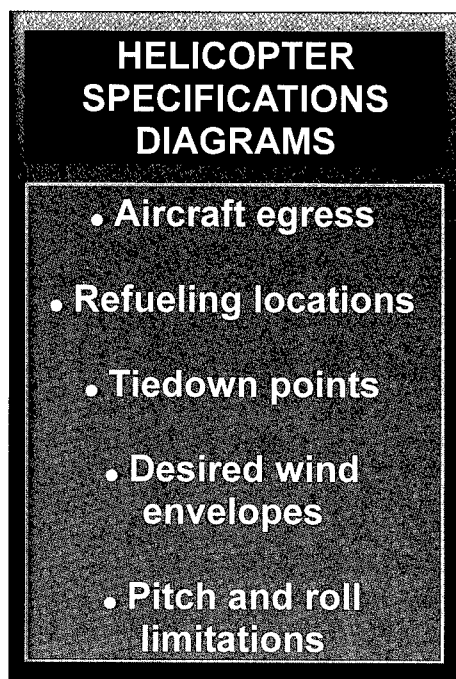 HELICOPTER
SPECIFICATIONS
DIAGRAMS
• Aircraft egress
• Refueling locations
• Tiedown points
• Desired wind
envelopes
• Pitch and roll
limitations